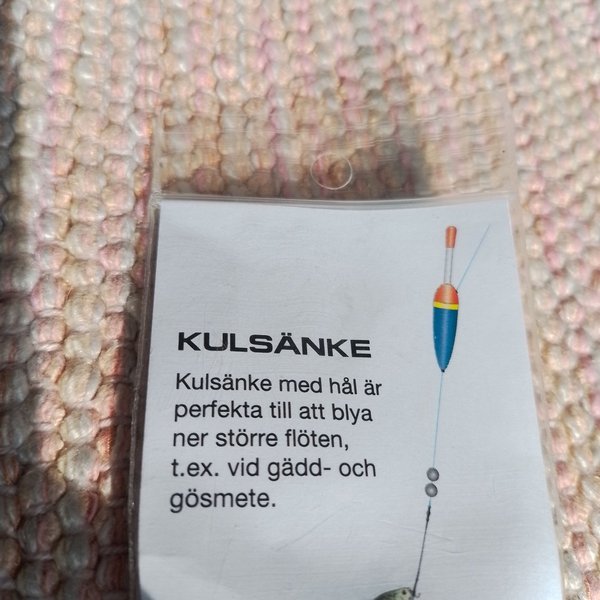 KULSÄNKE
Kulsänke med hål är
perfekta till att blya
ner större flöten,
t.ex. vid gädd- och
gösmete.